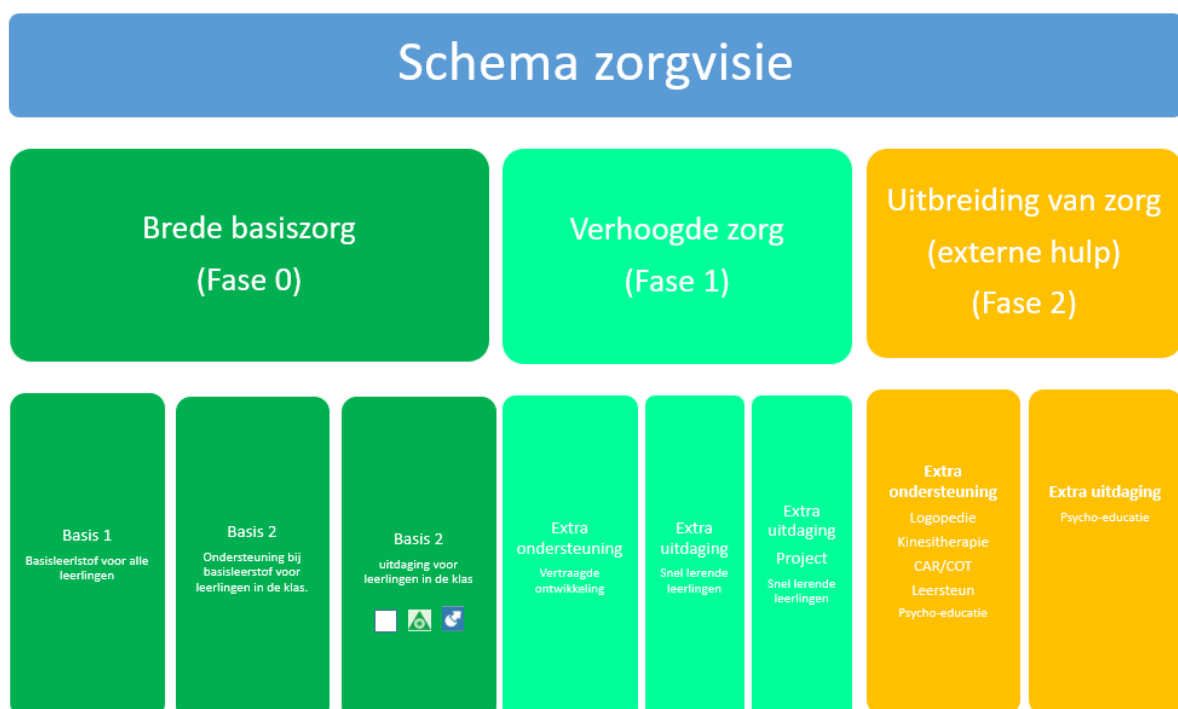 Schema zorgvisie
Brede basiszorg
(Fase 0)
Verhoogde zorg
(Fase 1)
Uitbreiding van zorg
(externe hulp)
(Fase 2)
Basis 1
Basisleerlstof voor alle
leerlingen
Basis 2
Ondersteuning bij
basisleerstof voor
leerlingen in de klas.
Basis 2
uitdaging voor
leerlingen in de klas
Extra
ondersteuning
Vertraagde
ontwikkeling
Extra
uitdaging
Snel lerende
leerlingen
Extra
uitdaging
Project
Snel lerende
leerlingen
Extra
ondersteuning
Logopedie
Kinesitherapie
CAR/COT
Leersteun
Psycho-educatie
Extra uitdaging
Psycho-educatie